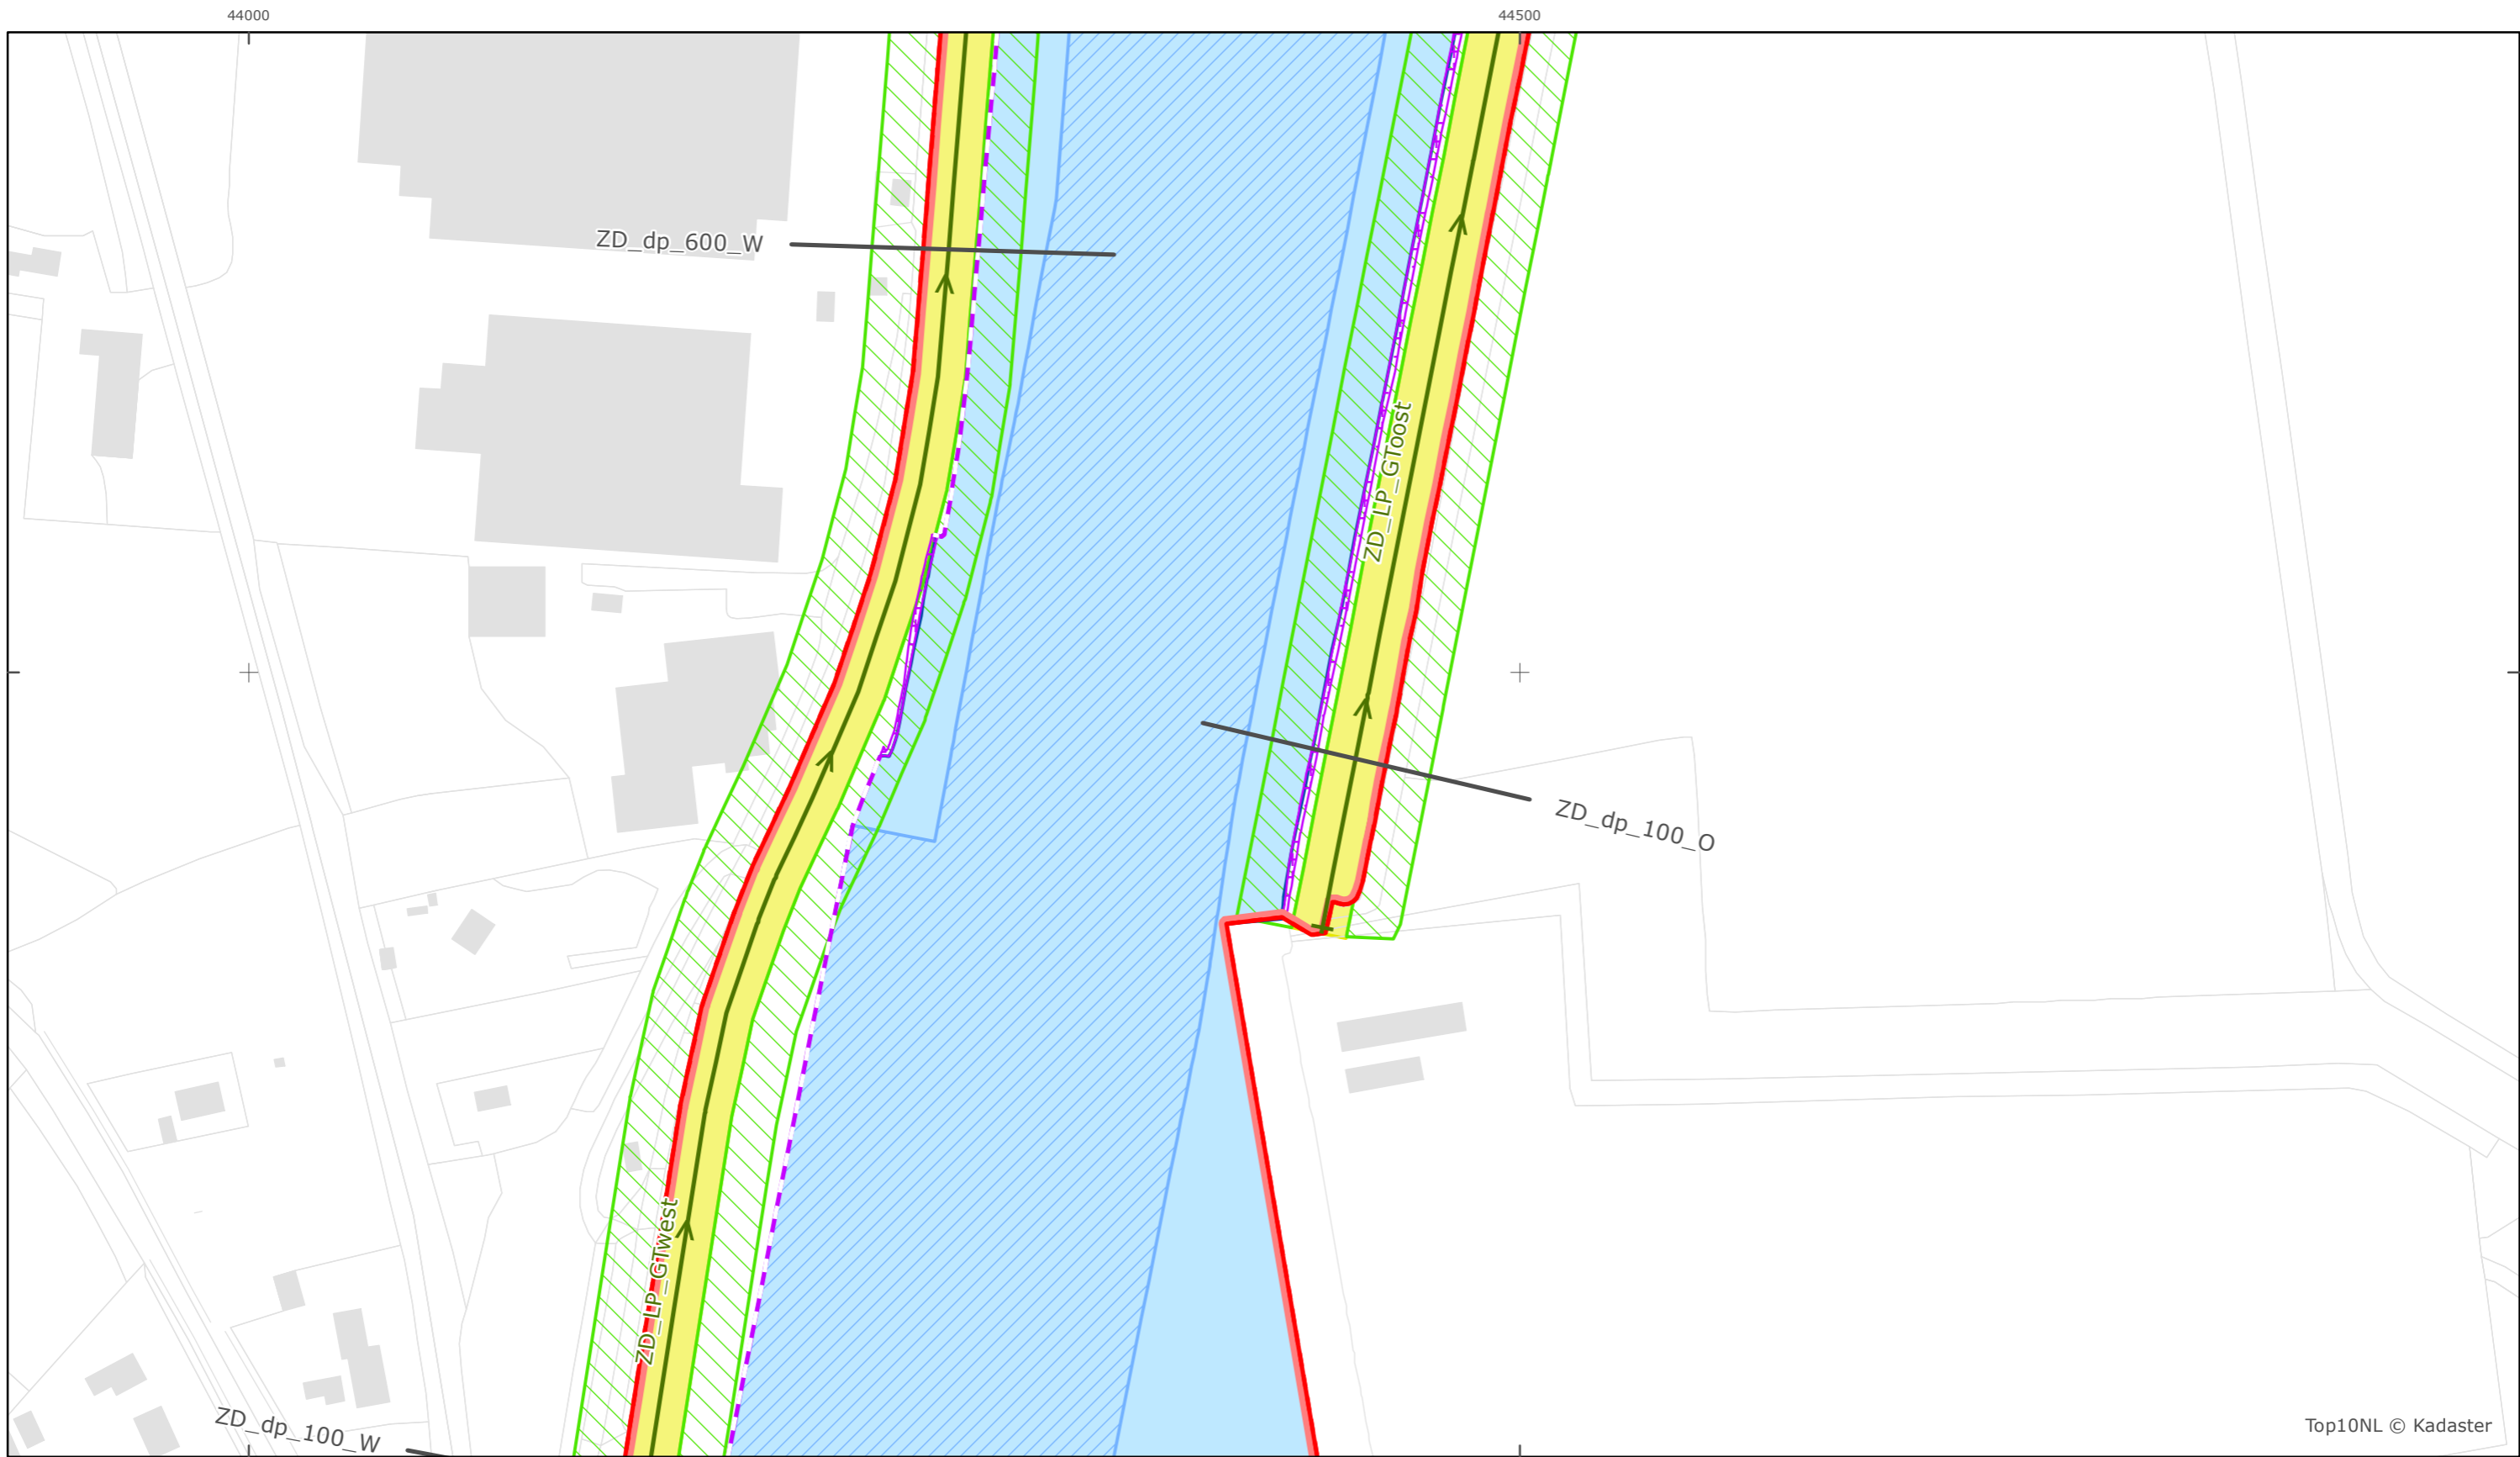 44000
44500
ZD_dp_600_W
ZD_LP_GToost
ZD_dp_100_O
ZD_LP_GTwest
ZD_dp_100_W
Top10NL © Kadaster